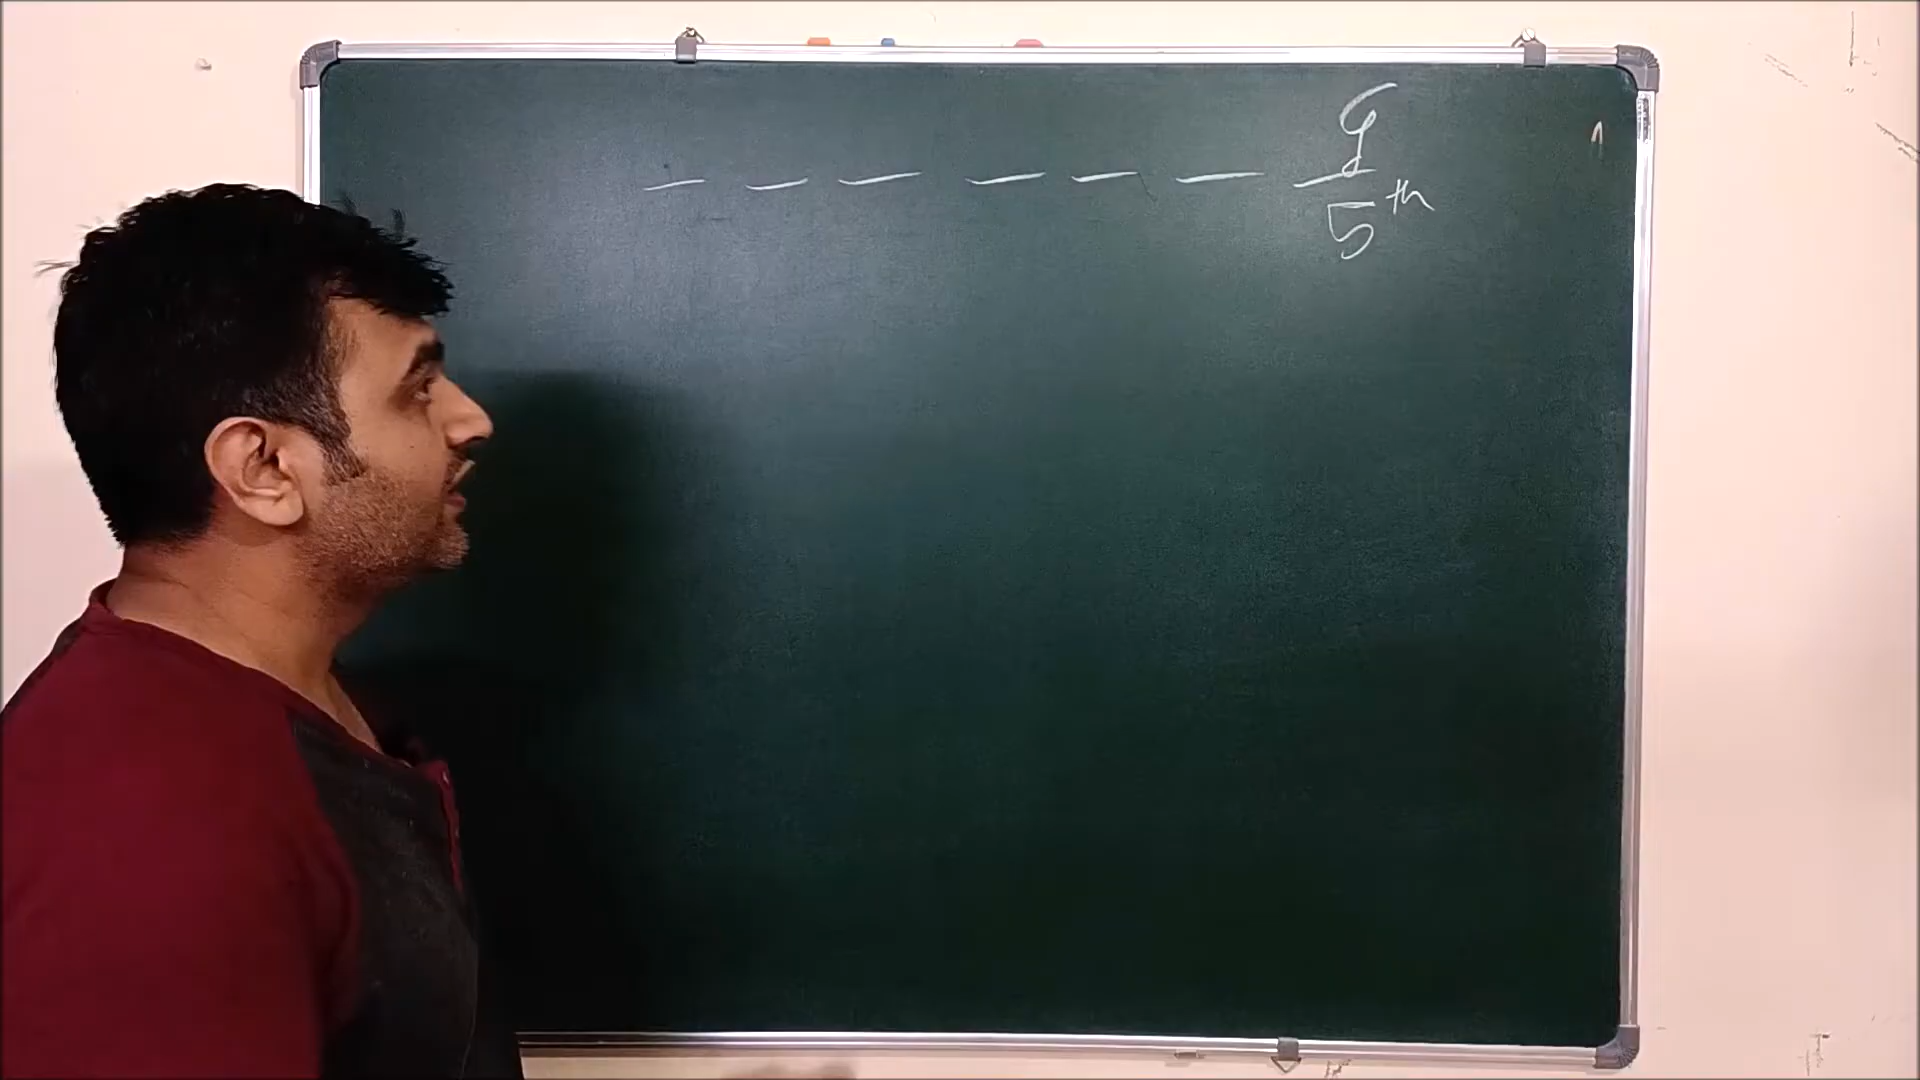 _ _ _ _ _ _ g
5th